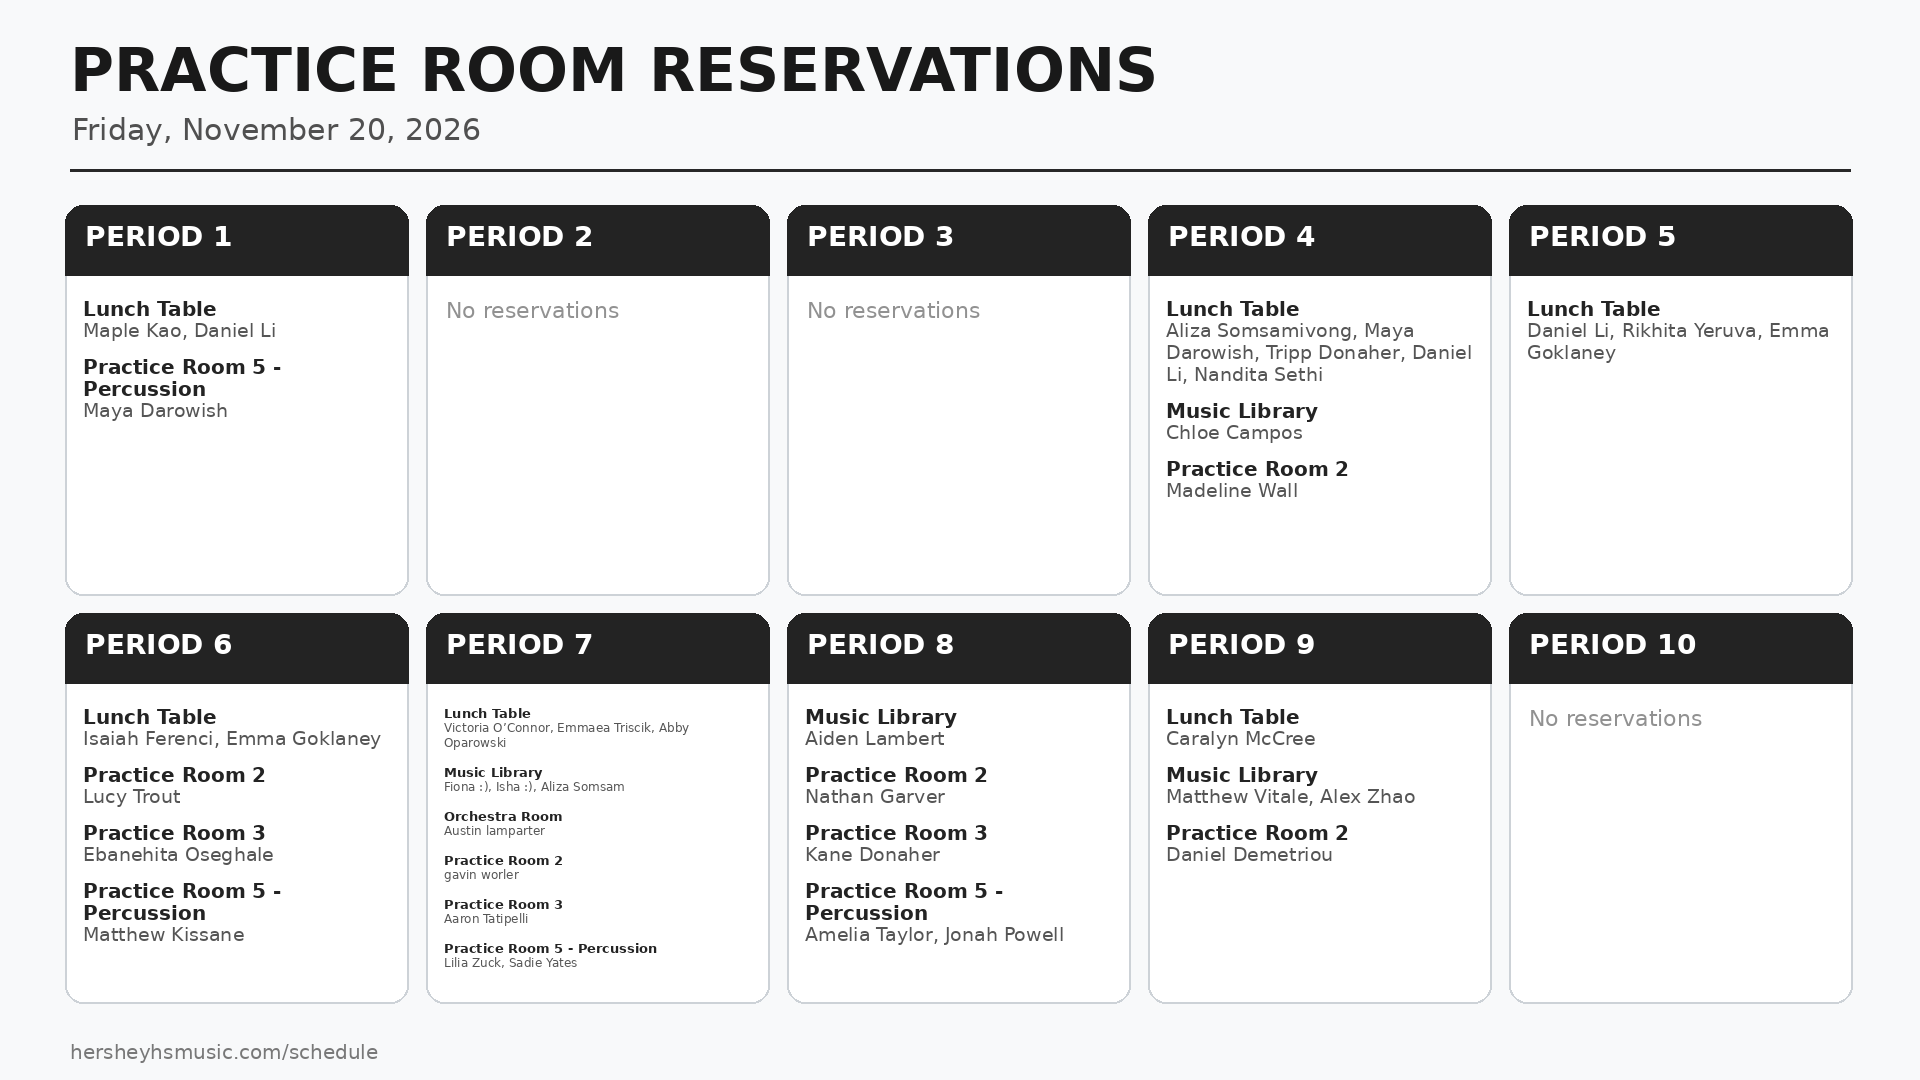 PRACTICE ROOM RESERVATIONS
Friday, November 20, 2026
PERIOD 1
Lunch Table
Maple Kao, Daniel Li
Practice Room 5 -
Percussion
Maya Darowish
PERIOD 2
No reservations
PERIOD 3
No reservations
PERIOD 4
Lunch Table
Aliza Somsamivong, Maya
Darowish, Tripp Donaher, Daniel
Li, Nandita Sethi
Music Library
Chloe Campos
Practice Room 2
Madeline Wall
PERIOD 5
Lunch Table
Daniel Li, Rikhita Yeruva, Emma
Goklaney
PERIOD 6
Lunch Table
Isaiah Ferenci, Emma Goklaney
Practice Room 2
Lucy Trout
Practice Room 3
Ebanehita Oseghale
Practice Room 5 -
Percussion
Matthew Kissane
PERIOD 7
Lunch Table
Victoria O’Connor, Emmaea Triscik, Abby
Oparowski
Music Library
Fiona :), Isha :), Aliza Somsam
Orchestra Room
Austin lamparter
Practice Room 2
gavin worler
Practice Room 3
Aaron Tatipelli
Practice Room 5 - Percussion
Lilia Zuck, Sadie Yates
PERIOD 8
Music Library
Aiden Lambert
Practice Room 2
Nathan Garver
Practice Room 3
Kane Donaher
Practice Room 5 -
Percussion
Amelia Taylor, Jonah Powell
PERIOD 9
Lunch Table
Caralyn McCree
Music Library
Matthew Vitale, Alex Zhao
Practice Room 2
Daniel Demetriou
PERIOD 10
No reservations
hersheyhsmusic.com/schedule